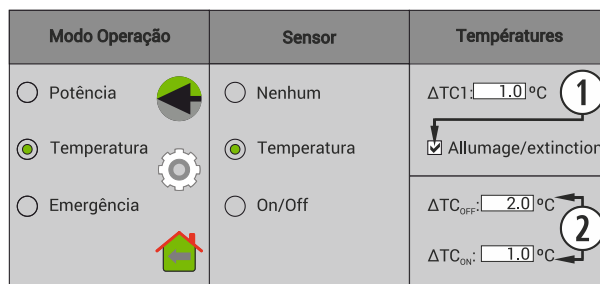 Modo Operação
Sensor
Températures
Potência
Nenhum
ΔTC1: 1.0 ºC
1
Temperatura
Temperatura
Allumage/extinction
Emergência
On/Off
ΔTCOFF: 2.0 ºC
2
ΔTCON: 1.0 ºC